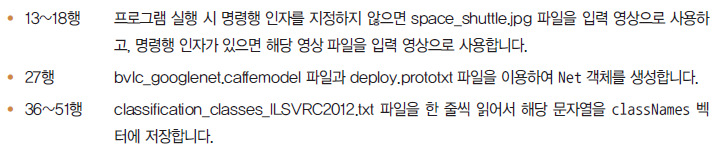 • 13~18행 프로그램 실행 시 명령행 인자를 지정하지 않으면 space_shuttle.jpg 파일을 입력 영상으로 사용하
고, 명령행 인자가 있으면 해당 영상 파일을 입력 영상으로 사용합니다.
• 27행 bvlc_googlenet.caffemodel 파일과 deploy.prototxt 파일을 이용하여 Net 객체를 생성합니다.
• 36~51행 classification_classes_ILSVRC2012.txt 파일을 한 줄씩 읽어서 해당 문자열을 classNames 벡
터에 저장합니다.